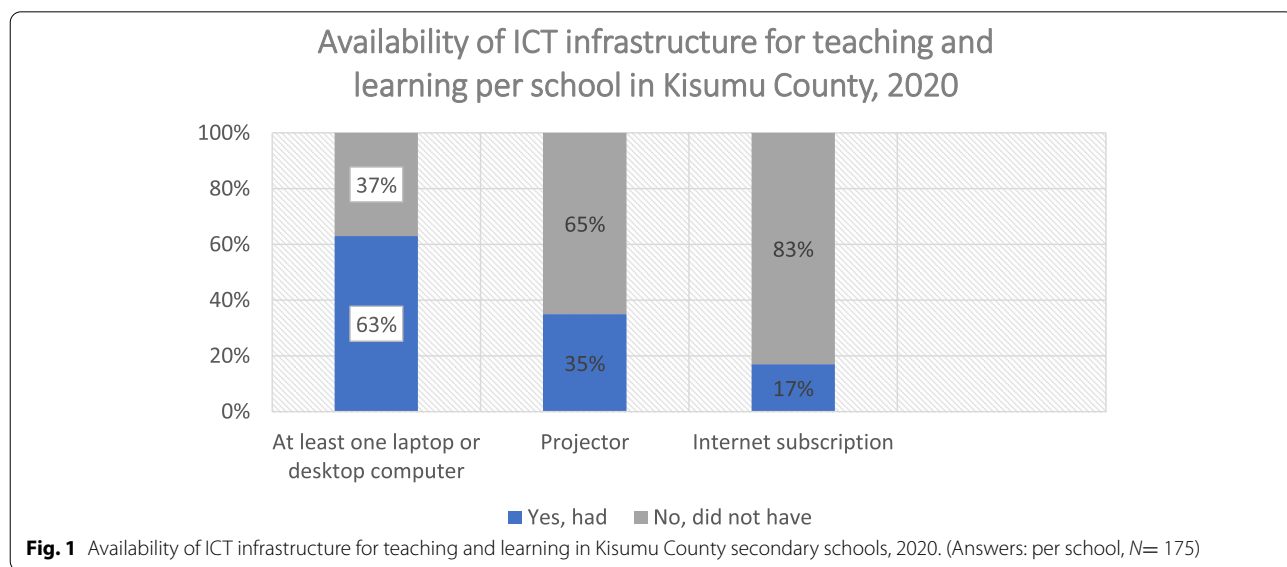 Availability of ICT infrastructure for teaching and
learning per school in Kisumu County, 2020
100%
80%
60%
40%
20%
0%
37%
63%
65%
35%
83%
17%
At least one laptop or
desktop computer
Projector
Internet subscription
Yes, had
No, did not have
Fig. 1 Availability of ICT infrastructure for teaching and learning in Kisumu County secondary schools, 2020. (Answers: per school, N= 175)